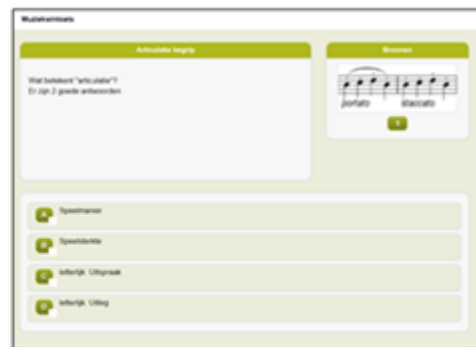 Muziekwinkels
Articulatie begrip
Bronnen
Wat betekent "articulatie"?
Er zijn 2 goede antwoorden
portato staccato
1
A Speelmanier
B Speelsterkte
C letterlijk: Uitspraak
D letterlijk: Uitleg